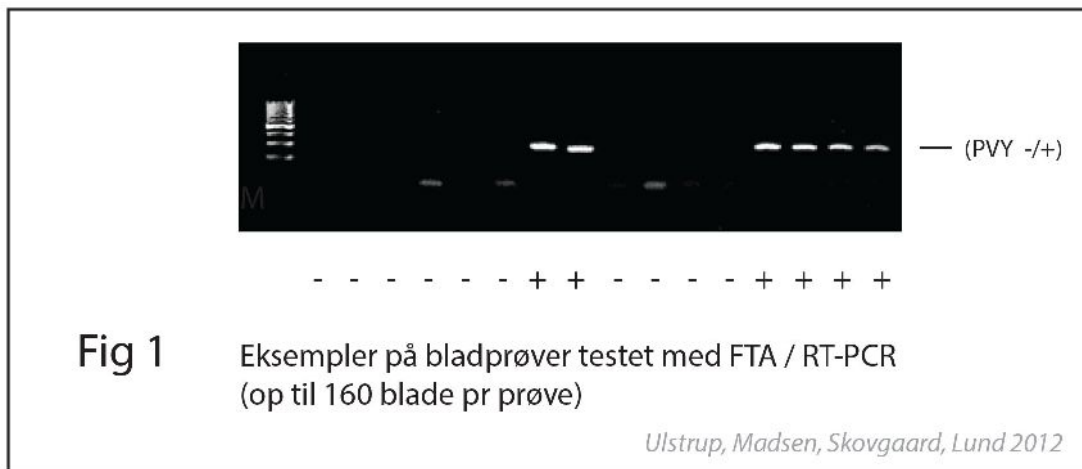 M
(PVY -/+)
- - - - - - + + - - - - + + + +
Fig 1
Eksempler på bladprøver testet med FTA / RT-PCR
(op til 160 blade pr prøve)
Ulstrup, Madsen, Skovgaard, Lund 2012